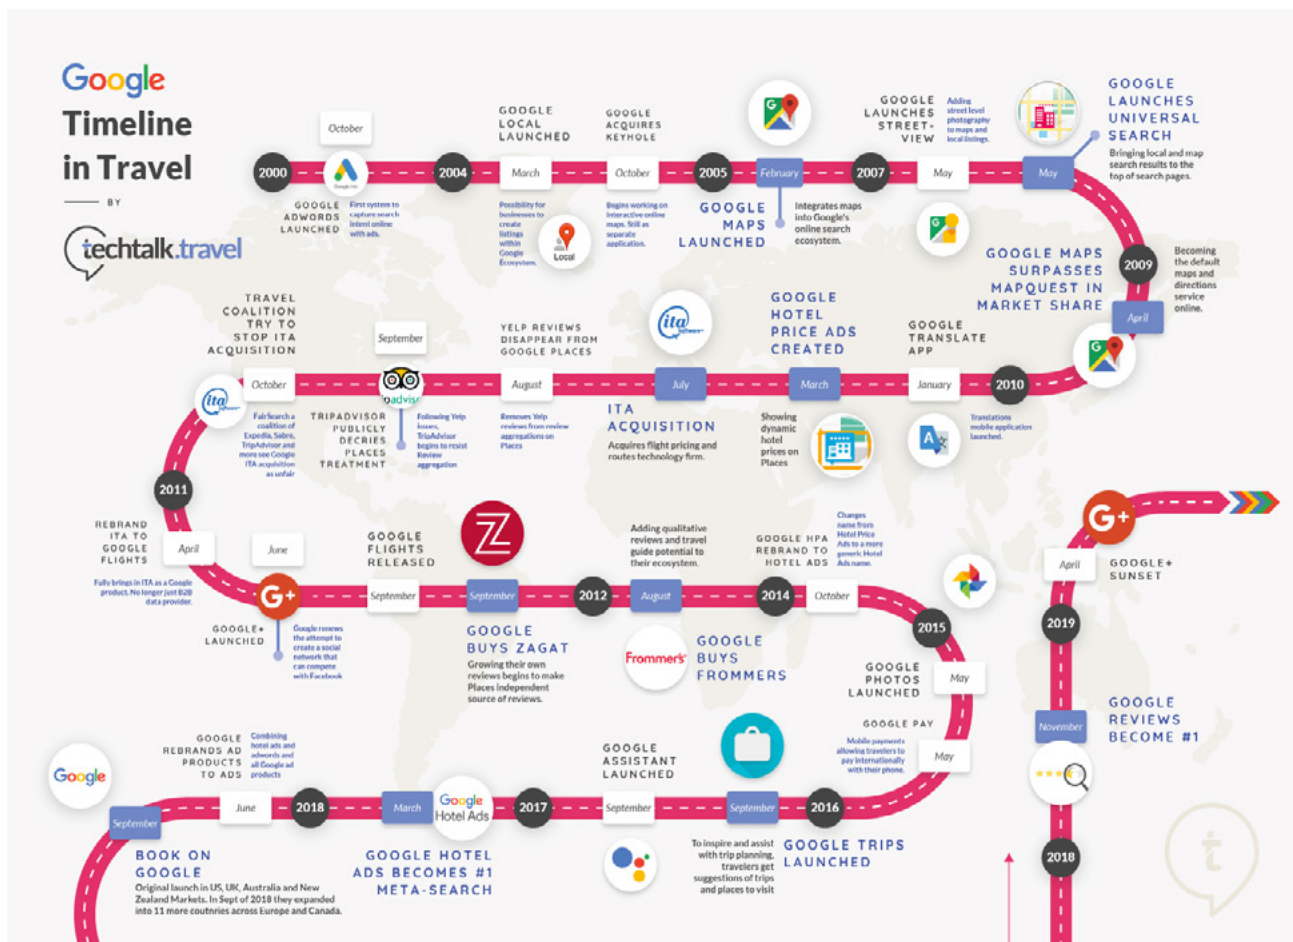 Google
Timeline
in Travel
BY
techtalk.travel
2000
October
Google Ads
GOOGLE
ADWORDS
LAUNCHED
First system to
capture search
intent online
with ads.
2004
GOOGLE
LOCAL
LAUNCHED
March
Possibility for
businesses to
create
listings
within
Google
Ecosystem.
Local
GOOGLE
ACQUIRES
KEYHOLE
October
Begins working on
interactive online
maps. Still as
separate
application.
2005
February
GOOGLE
MAPS
LAUNCHED
Integrates maps
into Google's
online search
ecosystem.
2007
GOOGLE
LAUNCHES
STREET-
VIEW
Adding
street level
photography
to maps and
local listings.
May
May
GOOGLE
LAUNCHES
UNIVERSAL
SEARCH
Bringing local and map
search results to the
top of search pages.
2009
GOOGLE MAPS
SURPASSES
MAPQUEST IN
MARKET SHARE
Becoming
the default
maps and
directions
service
online.
April
2010
GOOGLE
TRANSLATE
APP
January
Translations
mobile application
launched.
GOOGLE
HOTEL
PRICE ADS
CREATED
March
Showing
dynamic
hotel
prices on
Places
ita
Software
July
ITA
ACQUISITION
Acquires flight pricing and
routes technology firm.
YELP REVIEWS
DISAPPEAR FROM
GOOGLE PLACES
August
Removes Yelp
reviews from review
aggregations on
Places
September
ipadviso
TRIPADVISOR
PUBLICLY
DECRIES
PLACES
TREATMENT
Following Yelp
issues,
TripAdvisor
begins to resist
Review
aggregation
TRAVEL
COALITION
TRY TO
STOP ITA
ACQUISITION
October
ita
Software
FairSearch a
coalition of
Expedia, Sabre,
TripAdvisor and
more see Google
ITA acquisition
as unfair
2011
REBRAND
ITA TO
GOOGLE
FLIGHTS
April
Fully brings in ITA as a Google
product. No longer just B2B
data provider.
June
G+
GOOGLE+
LAUNCHED
Google renews
the attempt to
create a social
network that
can compete
with Facebook
GOOGLE
FLIGHTS
RELEASED
September
Z
September
GOOGLE
BUYS ZAGAT
Growing their own
reviews begins to make
Places independent
source of reviews.
2012
Adding qualitative
reviews and travel
guide potential to
their ecosystem.
August
Frommer's
GOOGLE
BUYS
FROMMERS
2014
GOOGLE HPA
REBRAND TO
HOTEL ADS
Changes
name from
Hotel Price
Ads to a more
generic Hotel
Ads name.
October
2015
GOOGLE
PHOTOS
LAUNCHED
May
GOOGLE PAY
Mobile payments
allowing travelers to
pay internationally
with their phone.
May
2016
September
GOOGLE TRIPS
LAUNCHED
To inspire and assist
with trip planning,
travelers get
suggestions of trips
and places to visit
GOOGLE
ASSISTANT
LAUNCHED
September
2017
Google
Hotel Ads
March
GOOGLE HOTEL
ADS BECOMES #1
META-SEARCH
2018
GOOGLE
REBRANDS AD
PRODUCTS
TO ADS
Combining
hotel ads and
adwords and
all Google ad
products
June
Google
September
BOOK ON
GOOGLE
Original launch in US, UK, Australia and New
Zealand Markets. In Sept of 2018 they expanded
into 11 more coutnries across Europe and Canada.
2018
November
GOOGLE
REVIEWS
BECOME #1
2019
April
G+
GOOGLE+
SUNSET
t